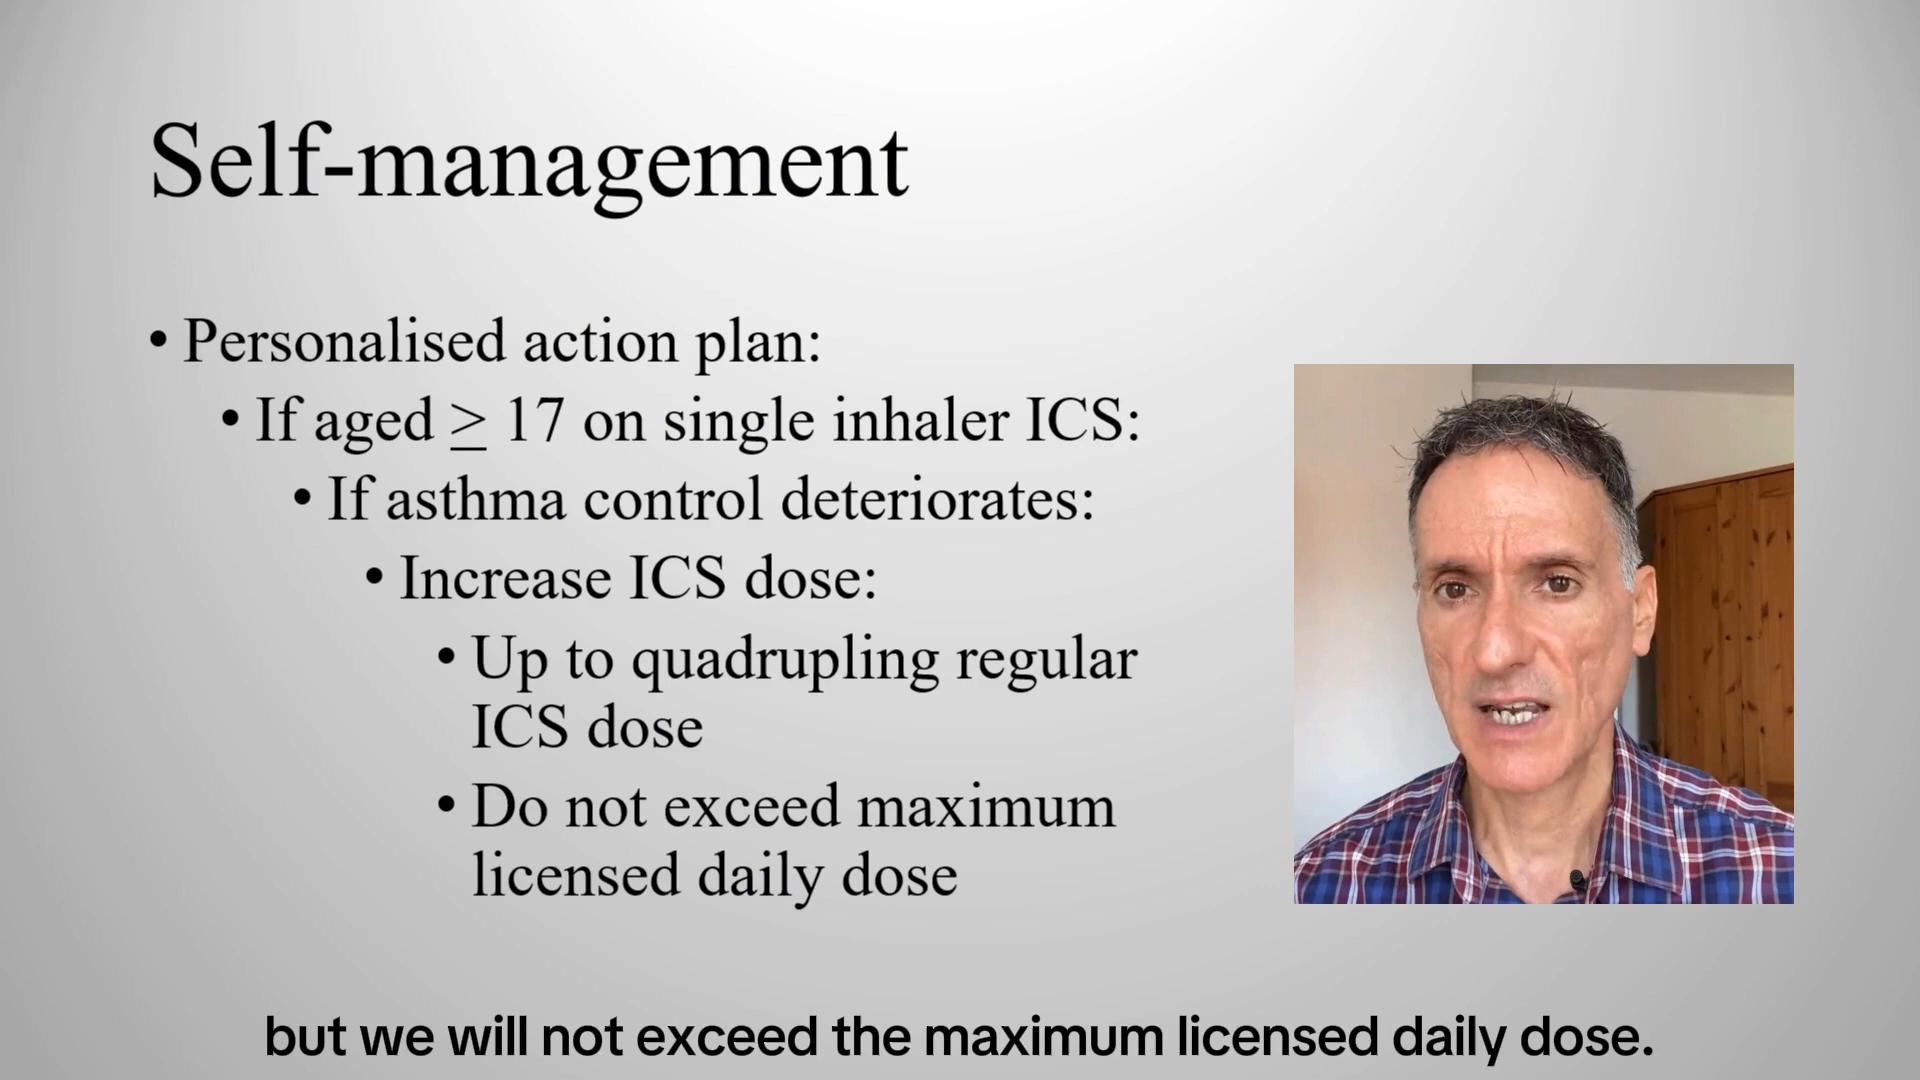 Self-management
• Personalised action plan:
• If aged ≥ 17 on single inhaler ICS:
• If asthma control deteriorates:
• Increase ICS dose:
• Up to quadrupling regular
ICS dose
• Do not exceed maximum
licensed daily dose
but we will not exceed the maximum licensed daily dose.